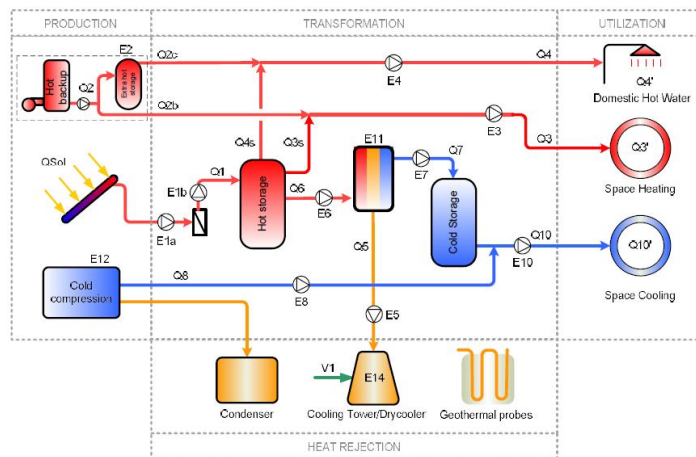 PRODUCTION
TRANSFORMATION
UTILIZATION
E2
Q2c
Q4
Hot
backup
Q2
Extra hot
storage
E4
Q4'
Domestic Hot Water
Q2b
E3
Q3
Q4s
Q3s
E11
Q7
Q3'
QSol
Q1
E1b
Hot storage
Q6
E6
E7
Space Heating
E1a
Cold Storage
Q5
Q10
Q10'
E12
Q8
E10
Cold
compression
E8
Space Cooling
E5
V1
E14
Condenser
Cooling Tower/Drycooler
Geothermal probes
HEAT REJECTION